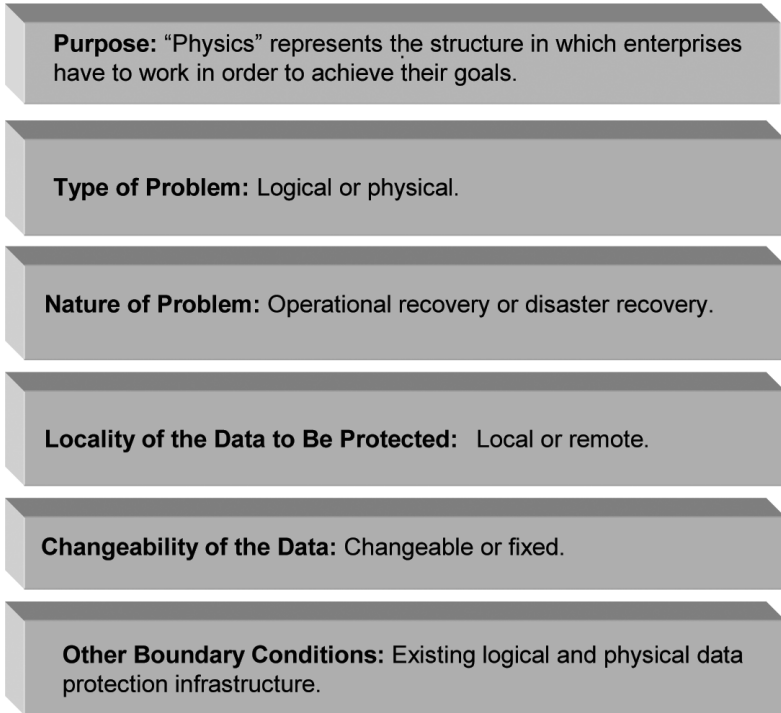 Purpose: “Physics” represents the structure in which enterprises
have to work in order to achieve their goals.
Type of Problem: Logical or physical.
Nature of Problem: Operational recovery or disaster recovery.
Locality of the Data to Be Protected: Local or remote.
Changeability of the Data: Changeable or fixed.
Other Boundary Conditions: Existing logical and physical data
protection infrastructure.